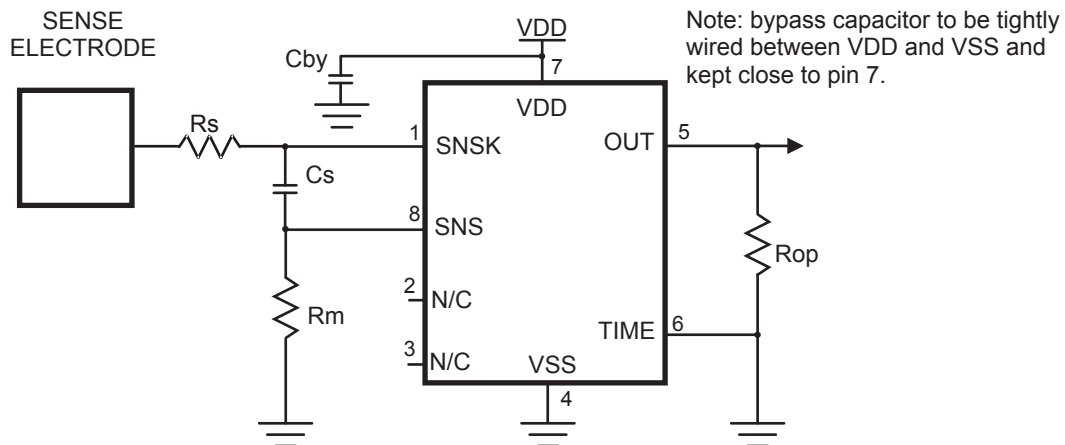 SENSE
ELECTRODE
VDD
Note: bypass capacitor to be tightly
wired between VDD and VSS and
kept close to pin 7.
Cby
7
VDD
Rs
1
SNSK
OUT
5
Cs
8
SNS
Rop
2
N/C
Rm
TIME
6
3
N/C
VSS
4